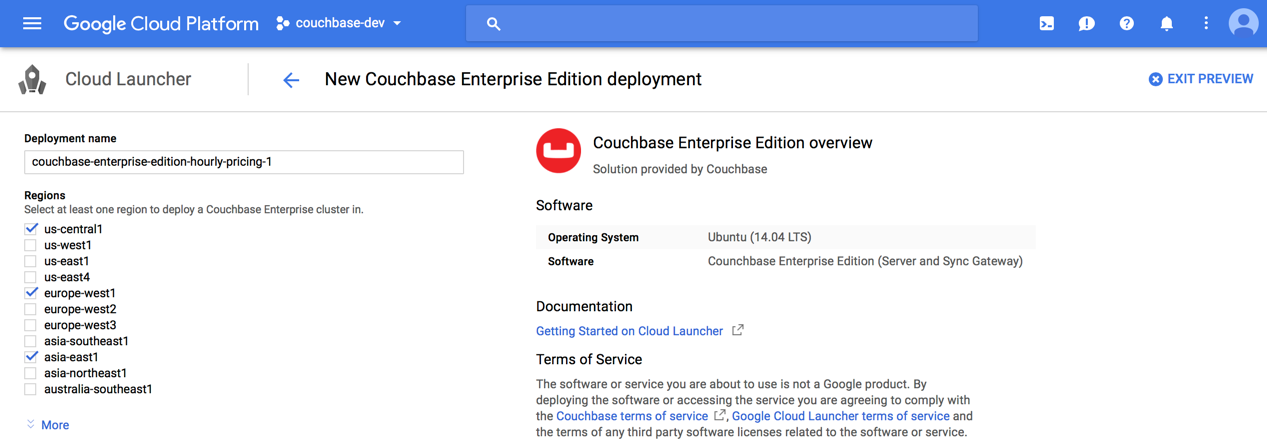 Google Cloud Platform couchbase-dev
Cloud Launcher New Couchbase Enterprise Edition deployment EXIT PREVIEW
Deployment name
couchbase-enterprise-edition-hourly-pricing-1
Regions
Select at least one region to deploy a Couchbase Enterprise cluster in.
us-central1
us-west1
us-east1
us-east4
europe-west1
europe-west2
europe-west3
asia-southeast1
asia-east1
asia-northeast1
australia-southeast1
More
Couchbase Enterprise Edition overview
Solution provided by Couchbase
Software
Operating System Ubuntu (14.04 LTS)
Software Counchbase Enterprise Edition (Server and Sync Gateway)
Documentation
Getting Started on Cloud Launcher
Terms of Service
The software or service you are about to use is not a Google product. By
deploying the software or accessing the service you are agreeing to comply with
the Couchbase terms of service , Google Cloud Launcher terms of service and
the terms of any third party software licenses related to the software or service.